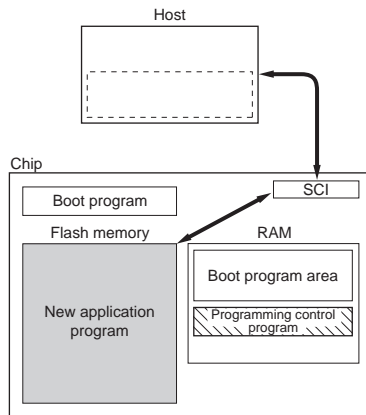 Host
Chip
SCI
Boot program
Flash memory
RAM
New application
program
Boot program area
Programming control
program